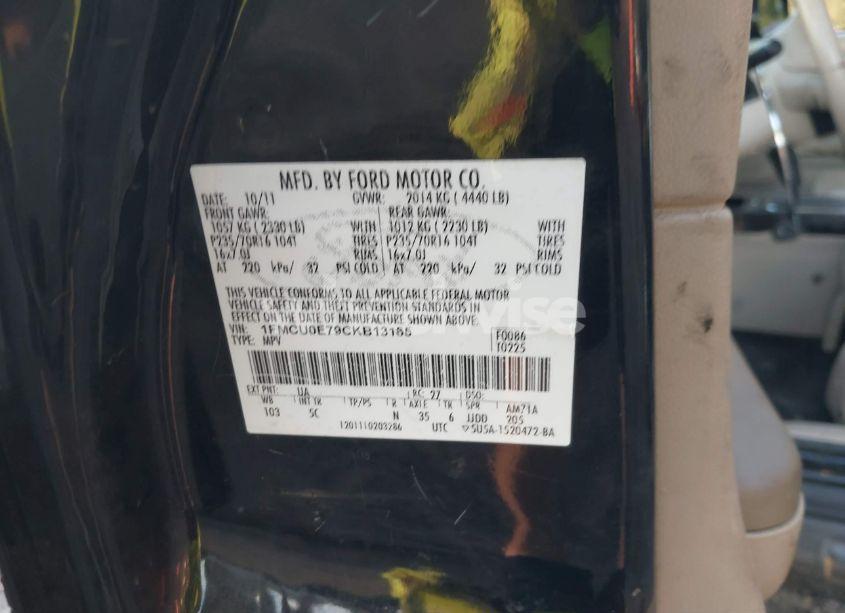 MFD. BY FORD MOTOR CO.
DATE: 10/11 GVWR: 2014 KG ( 4440 LB)
FRONT GAWR: REAR GAWR:
1057 KG ( 2330 LB) WITH 1012 KG ( 2230 LB) WITH
P235/70R16 104T TIRES P235/70R16 104T TIRES
16x7.0J RIMS 16x7.0J RIMS
AT 220 kPa/ 32 PSI COLD AT 220 kPa/ 32 PSI COLD
THIS VEHICLE CONFORMS TO ALL APPLICABLE FEDERAL MOTOR
VEHICLE SAFETY AND THEFT PREVENTION STANDARDS IN
EFFECT ON THE DATE OF MANUFACTURE SHOWN ABOVE.
VIN: 1FMCU0E79CKB13185 F0086
TYPE: MPV T0225
EXT PNT: UA RC: 27 DSO:
WB INT TR TP/PS R AXLE TR SPR AM71A
103 5C N 35 6 JJDD 205
1201110203286 UTC ▽5U5A-1520472-BA